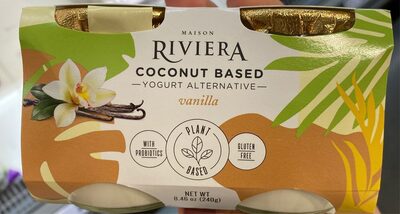 MAISON
RIVIERA
COCONUT BASED
YOGURT ALTERNATIVE
vanilla
WITH
PROBIOTICS
PLANT
BASED
GLUTEN
FREE
NET WT
8.46 oz (240g)